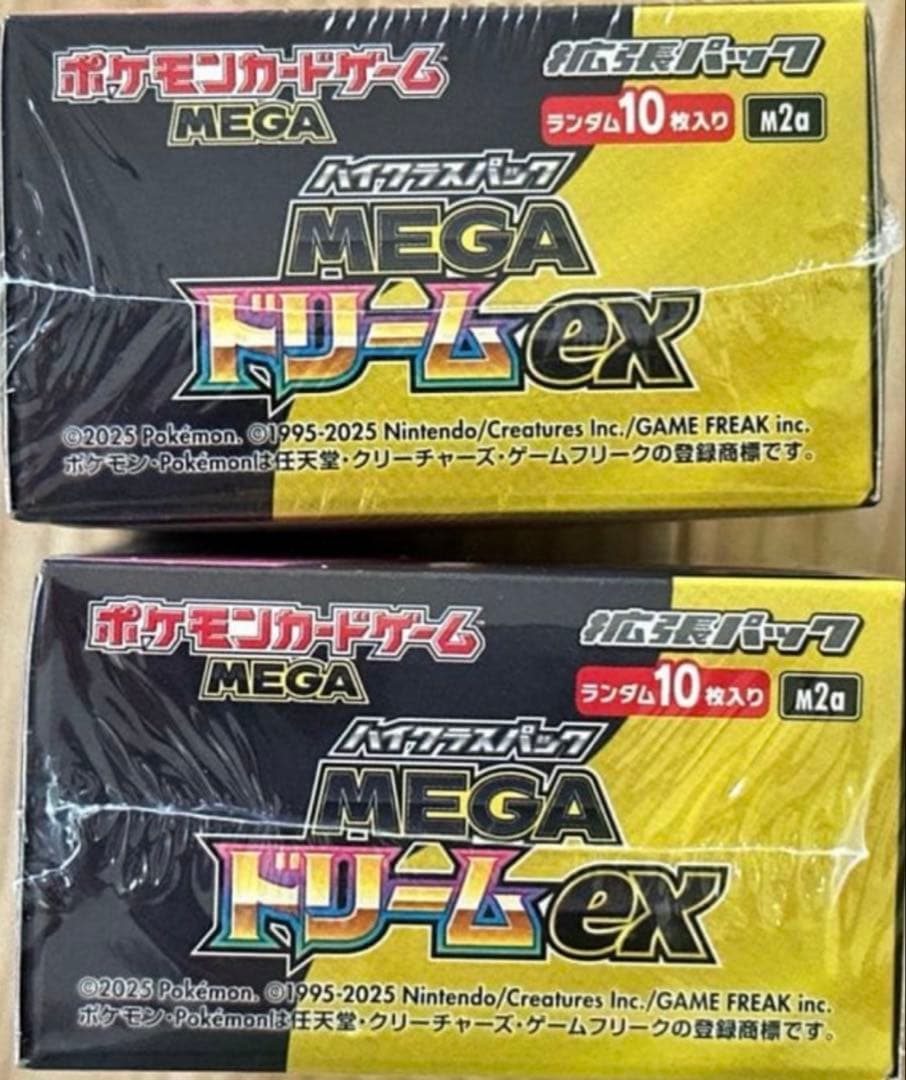 ポケモンカードゲーム
MEGA
拡張パック
ランダム10枚入り M2a
ハイクラスパック
MEGA
ドリームex
©2025 Pokémon. ©1995-2025 Nintendo/Creatures Inc./GAME FREAK inc.
ポケモン・Pokémonは任天堂・クリーチャーズ・ゲームフリークの登録商標です。
ポケモンカードゲーム
MEGA
拡張パック
ランダム10枚入り M2a
ハイクラスパック
MEGA
ドリームex
©2025 Pokémon. ©1995-2025 Nintendo/Creatures Inc./GAME FREAK inc.
ポケモン・Pokémonは任天堂・クリーチャーズ・ゲームフリークの登録商標です。